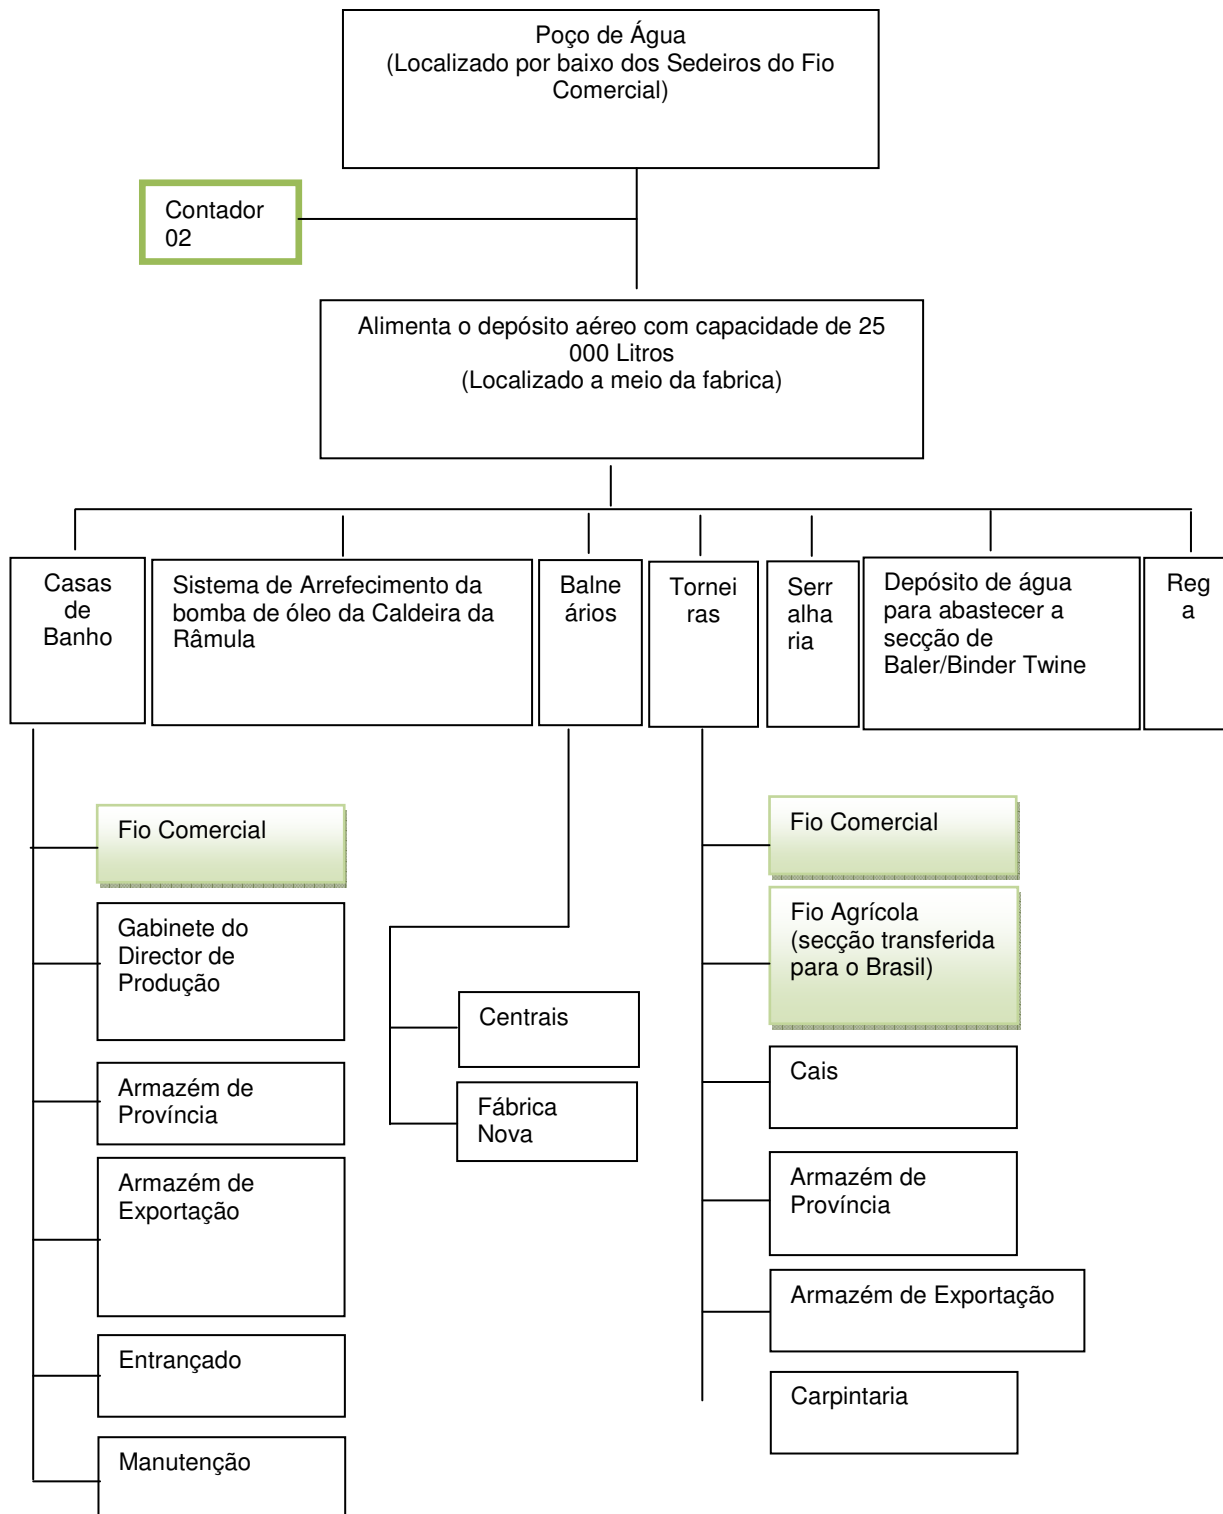 Poço de Água
(Localizado por baixo dos Sedeiros do Fio
Comercial)
Contador
02
Alimenta o depósito aéreo com capacidade de 25
000 Litros
(Localizado a meio da fabrica)
Casas
de
Banho
Sistema de Arrefecimento da
bomba de óleo da Caldeira da
Râmula
Balne
ários
Tornei
ras
Serr
alha
ria
Depósito de água
para abastecer a
secção de
Baler/Binder Twine
Reg
a
Fio Comercial
Gabinete do
Director de
Produção
Armazém de
Província
Armazém de
Exportação
Entrançado
Manutenção
Centrais
Fábrica
Nova
Fio Comercial
Fio Agrícola
(secção transferida
para o Brasil)
Cais
Armazém de
Província
Armazém de Exportação
Carpintaria